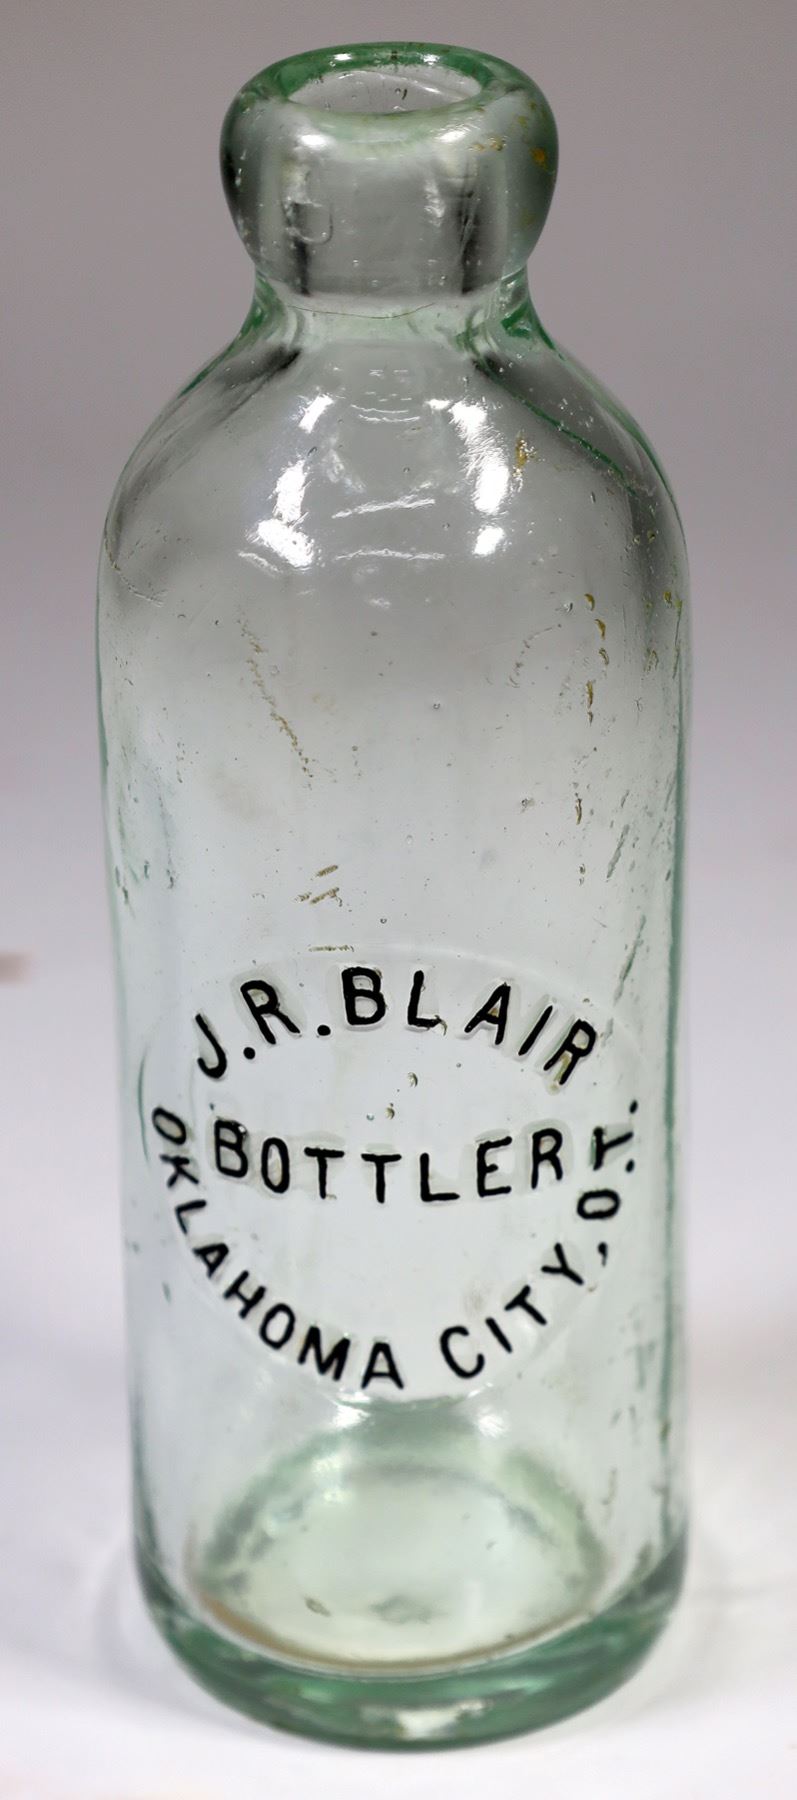 J.R.BLAIR
BOTTLER
OKLAHOMA CITY, O.T.